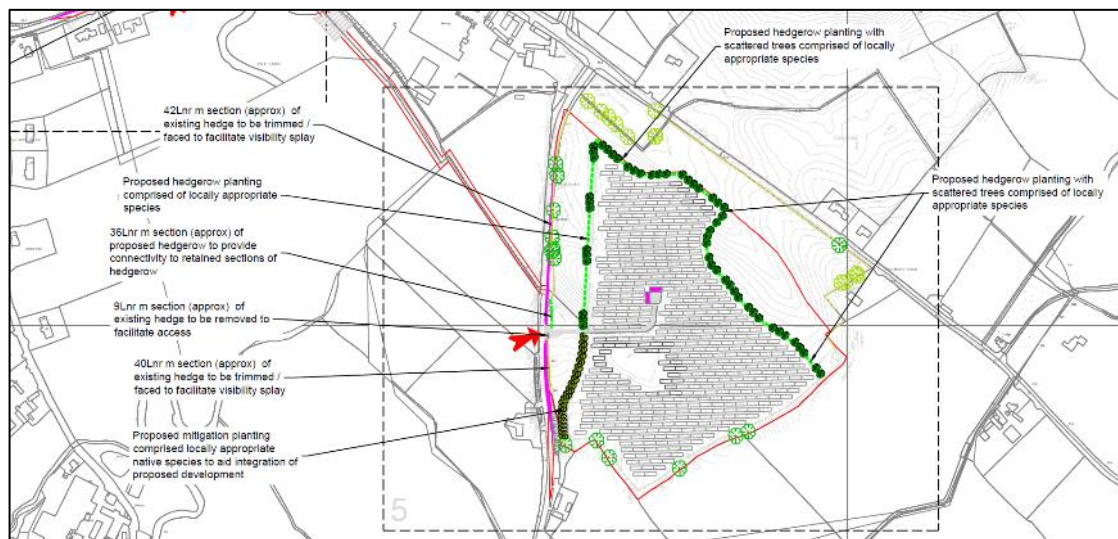 Proposed hedgerow planting with
scattered trees comprised of locally
appropriate species
42Lnr m section (approx) of
existing hedge to be trimmed /
faced to facilitate visibility splay
Proposed hedgerow planting
comprised of locally appropriate
species
Proposed hedgerow planting with
scattered trees comprised of locally
appropriate species
36Lnr m section (approx) of
proposed hedgerow to provide
connectivity to retained sections of
hedgerow
9Lnr m section (approx) of
existing hedge to be removed to
facilitate access
40Lnr m section (approx) of
existing hedge to be trimmed /
faced to facilitate visibility splay
Proposed mitigation planting
comprised locally appropriate
native species to aid integration of
proposed development
5